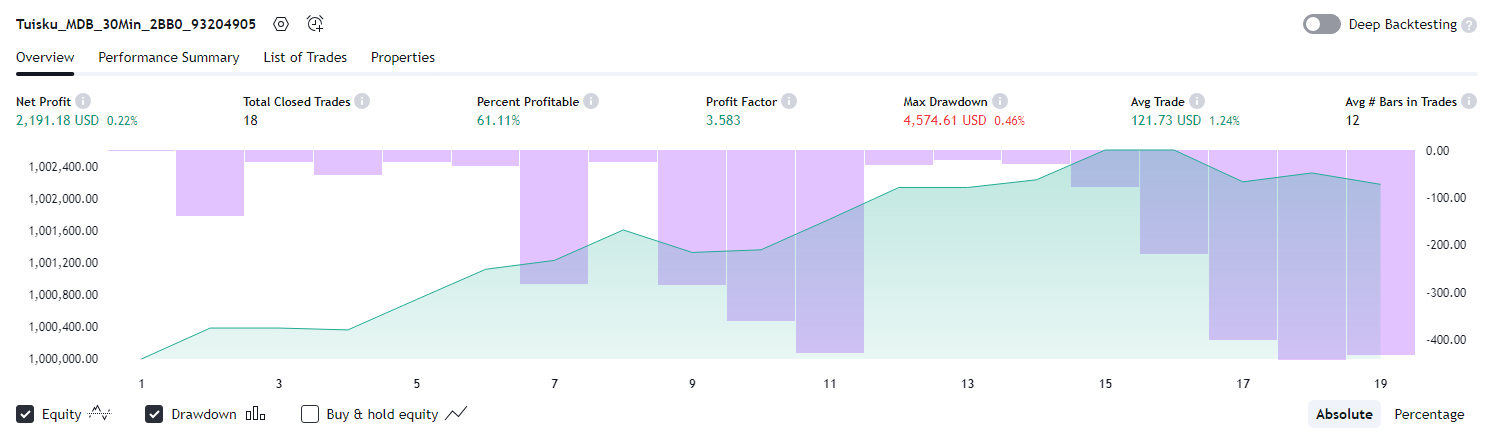 Tuisku_MDB_30Min_2BB0_93204905
Deep Backtesting ?
Overview Performance Summary List of Trades Properties
Net Profit i Total Closed Trades i Percent Profitable i Profit Factor i Max Drawdown i Avg Trade i Avg # Bars in Trades i
2,191.18 USD 0.22% 18 61.11% 3.583 4,574.61 USD 0.46% 121.73 USD 1.24% 12
1,002,400.00
1,002,000.00
1,001,600.00
1,001,200.00
1,000,800.00
1,000,400.00
1,000,000.00
0.00
-100.00
-200.00
-300.00
-400.00
1 3 5 7 9 11 13 15 17 19
Equity Drawdown Buy & hold equity Absolute Percentage